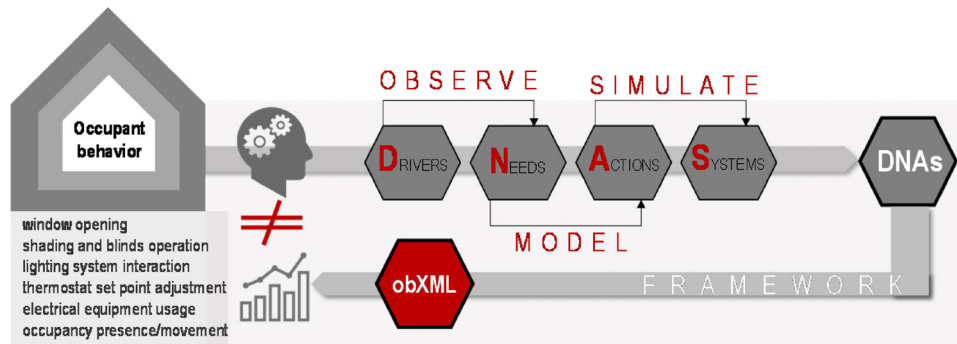 OBSERVE
SIMULATE
Occupant
behavior
DRIVERS
NEEDS
ACTIONS
SYSTEMS
DNAs
MODEL
window opening
shading and blinds operation
lighting system interaction
thermostat set point adjustment
electrical equipment usage
occupancy presence/movement
≠
obXML
FRAMEWORK